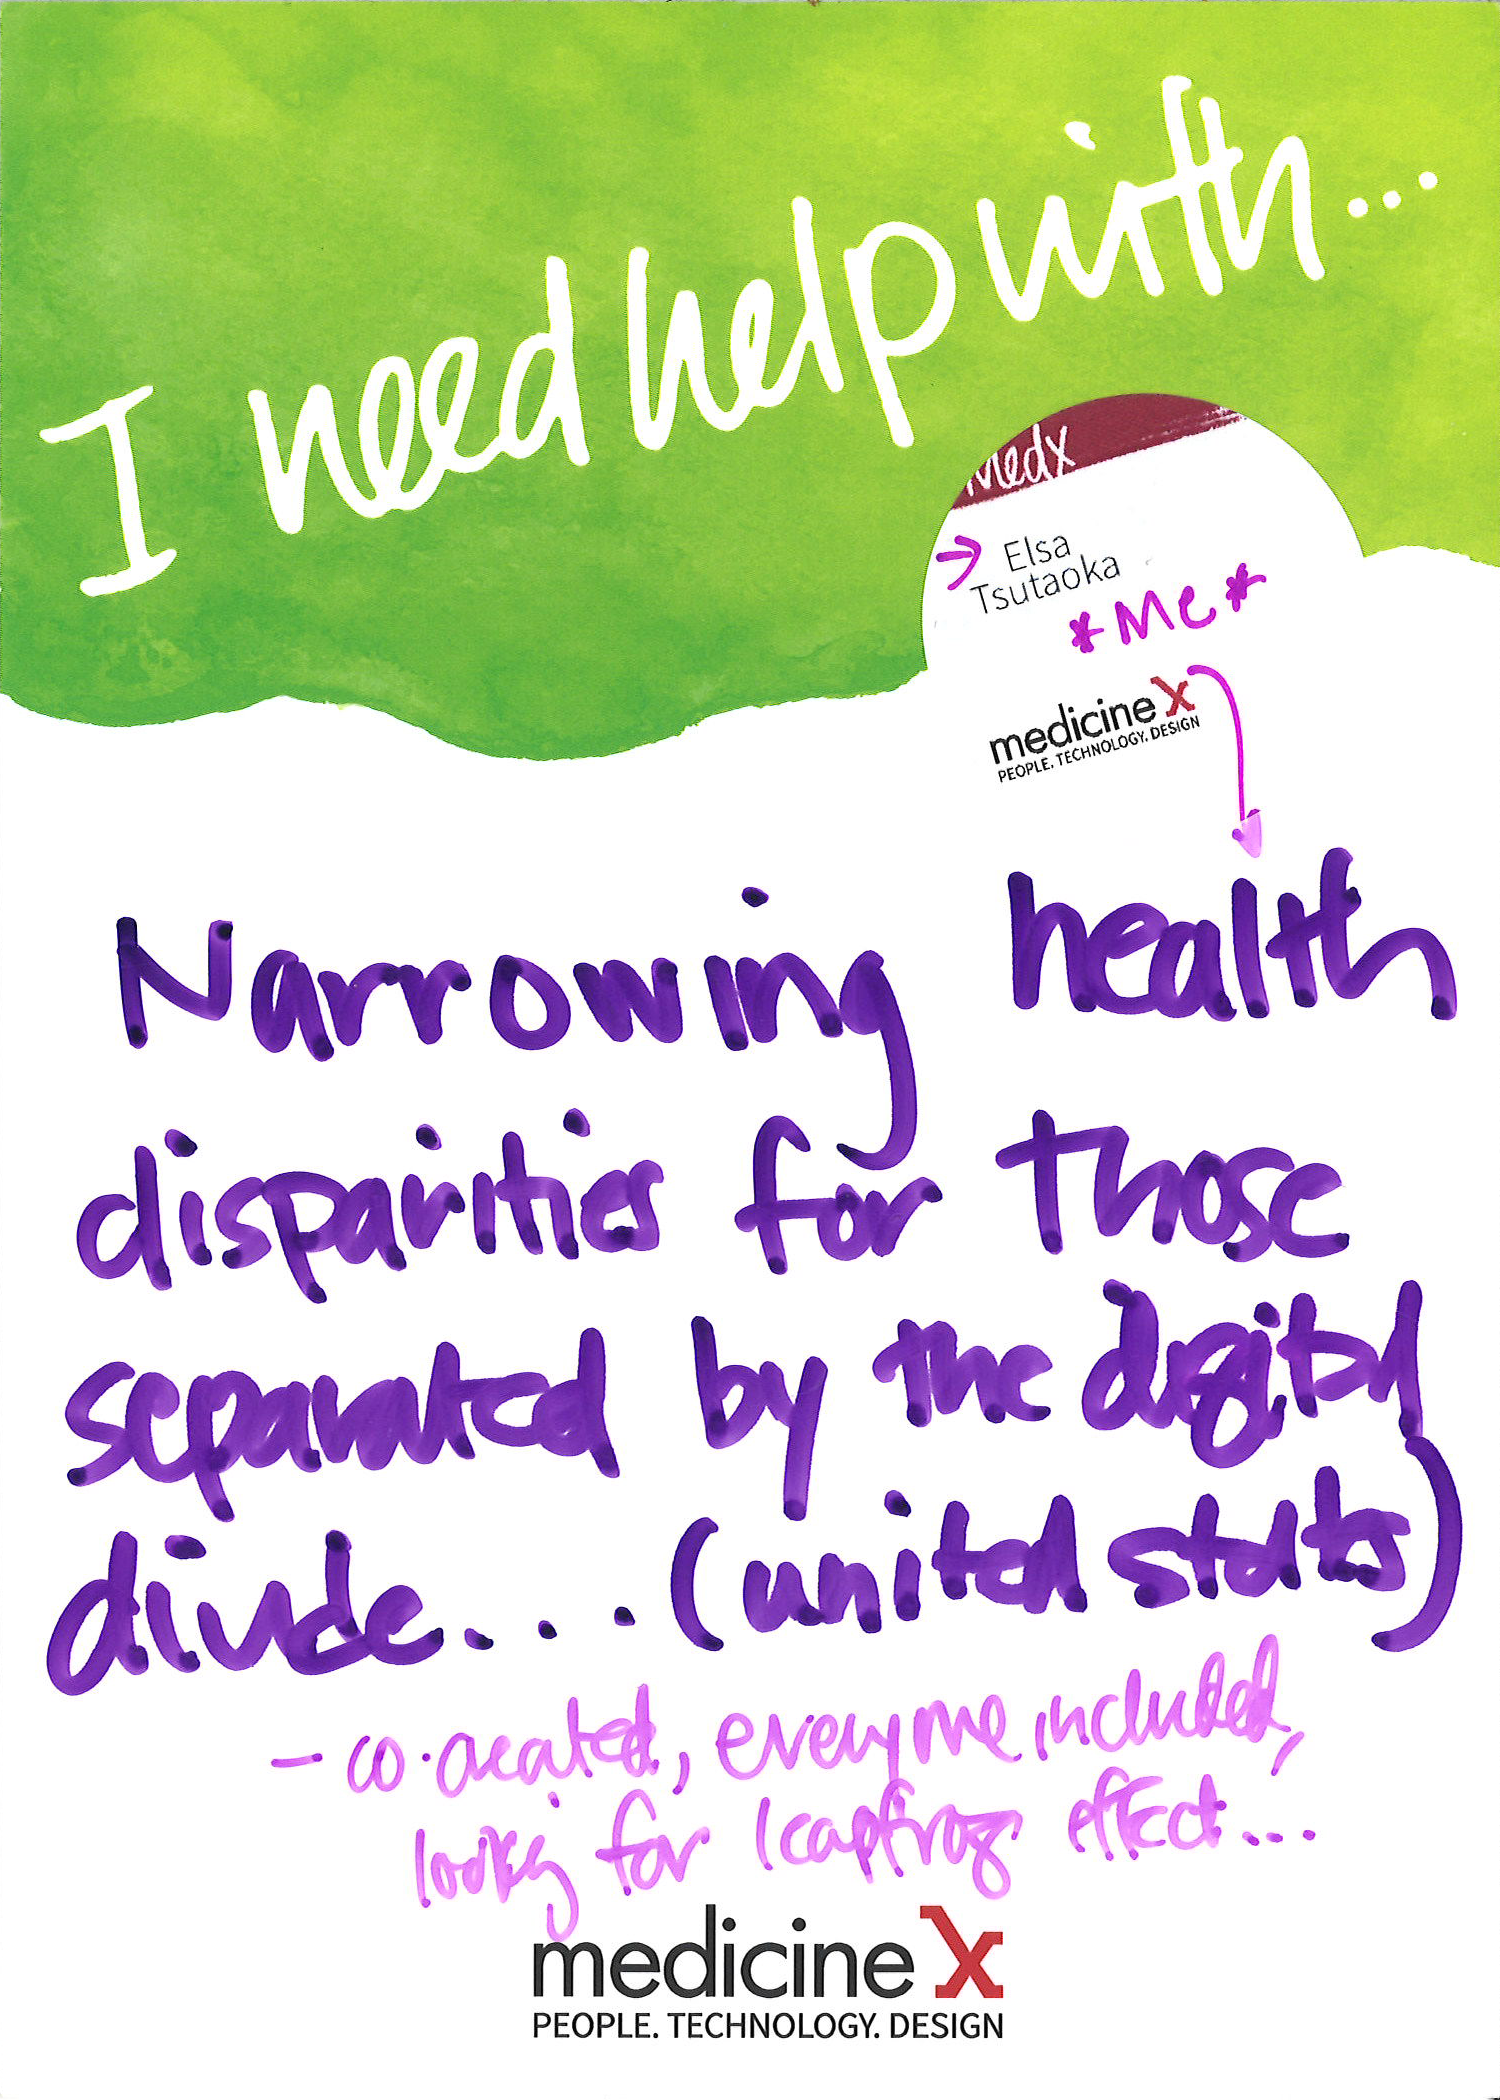 I need help with...
MedX
→ Elsa
Tsutaoka
*Me*
medicine X
PEOPLE. TECHNOLOGY. DESIGN
Narrowing health
disparities for those
separated by the digital
divide.... (united states)
- co-created, everyone included,
looking for leapfrog effect...
medicine X
PEOPLE. TECHNOLOGY. DESIGN